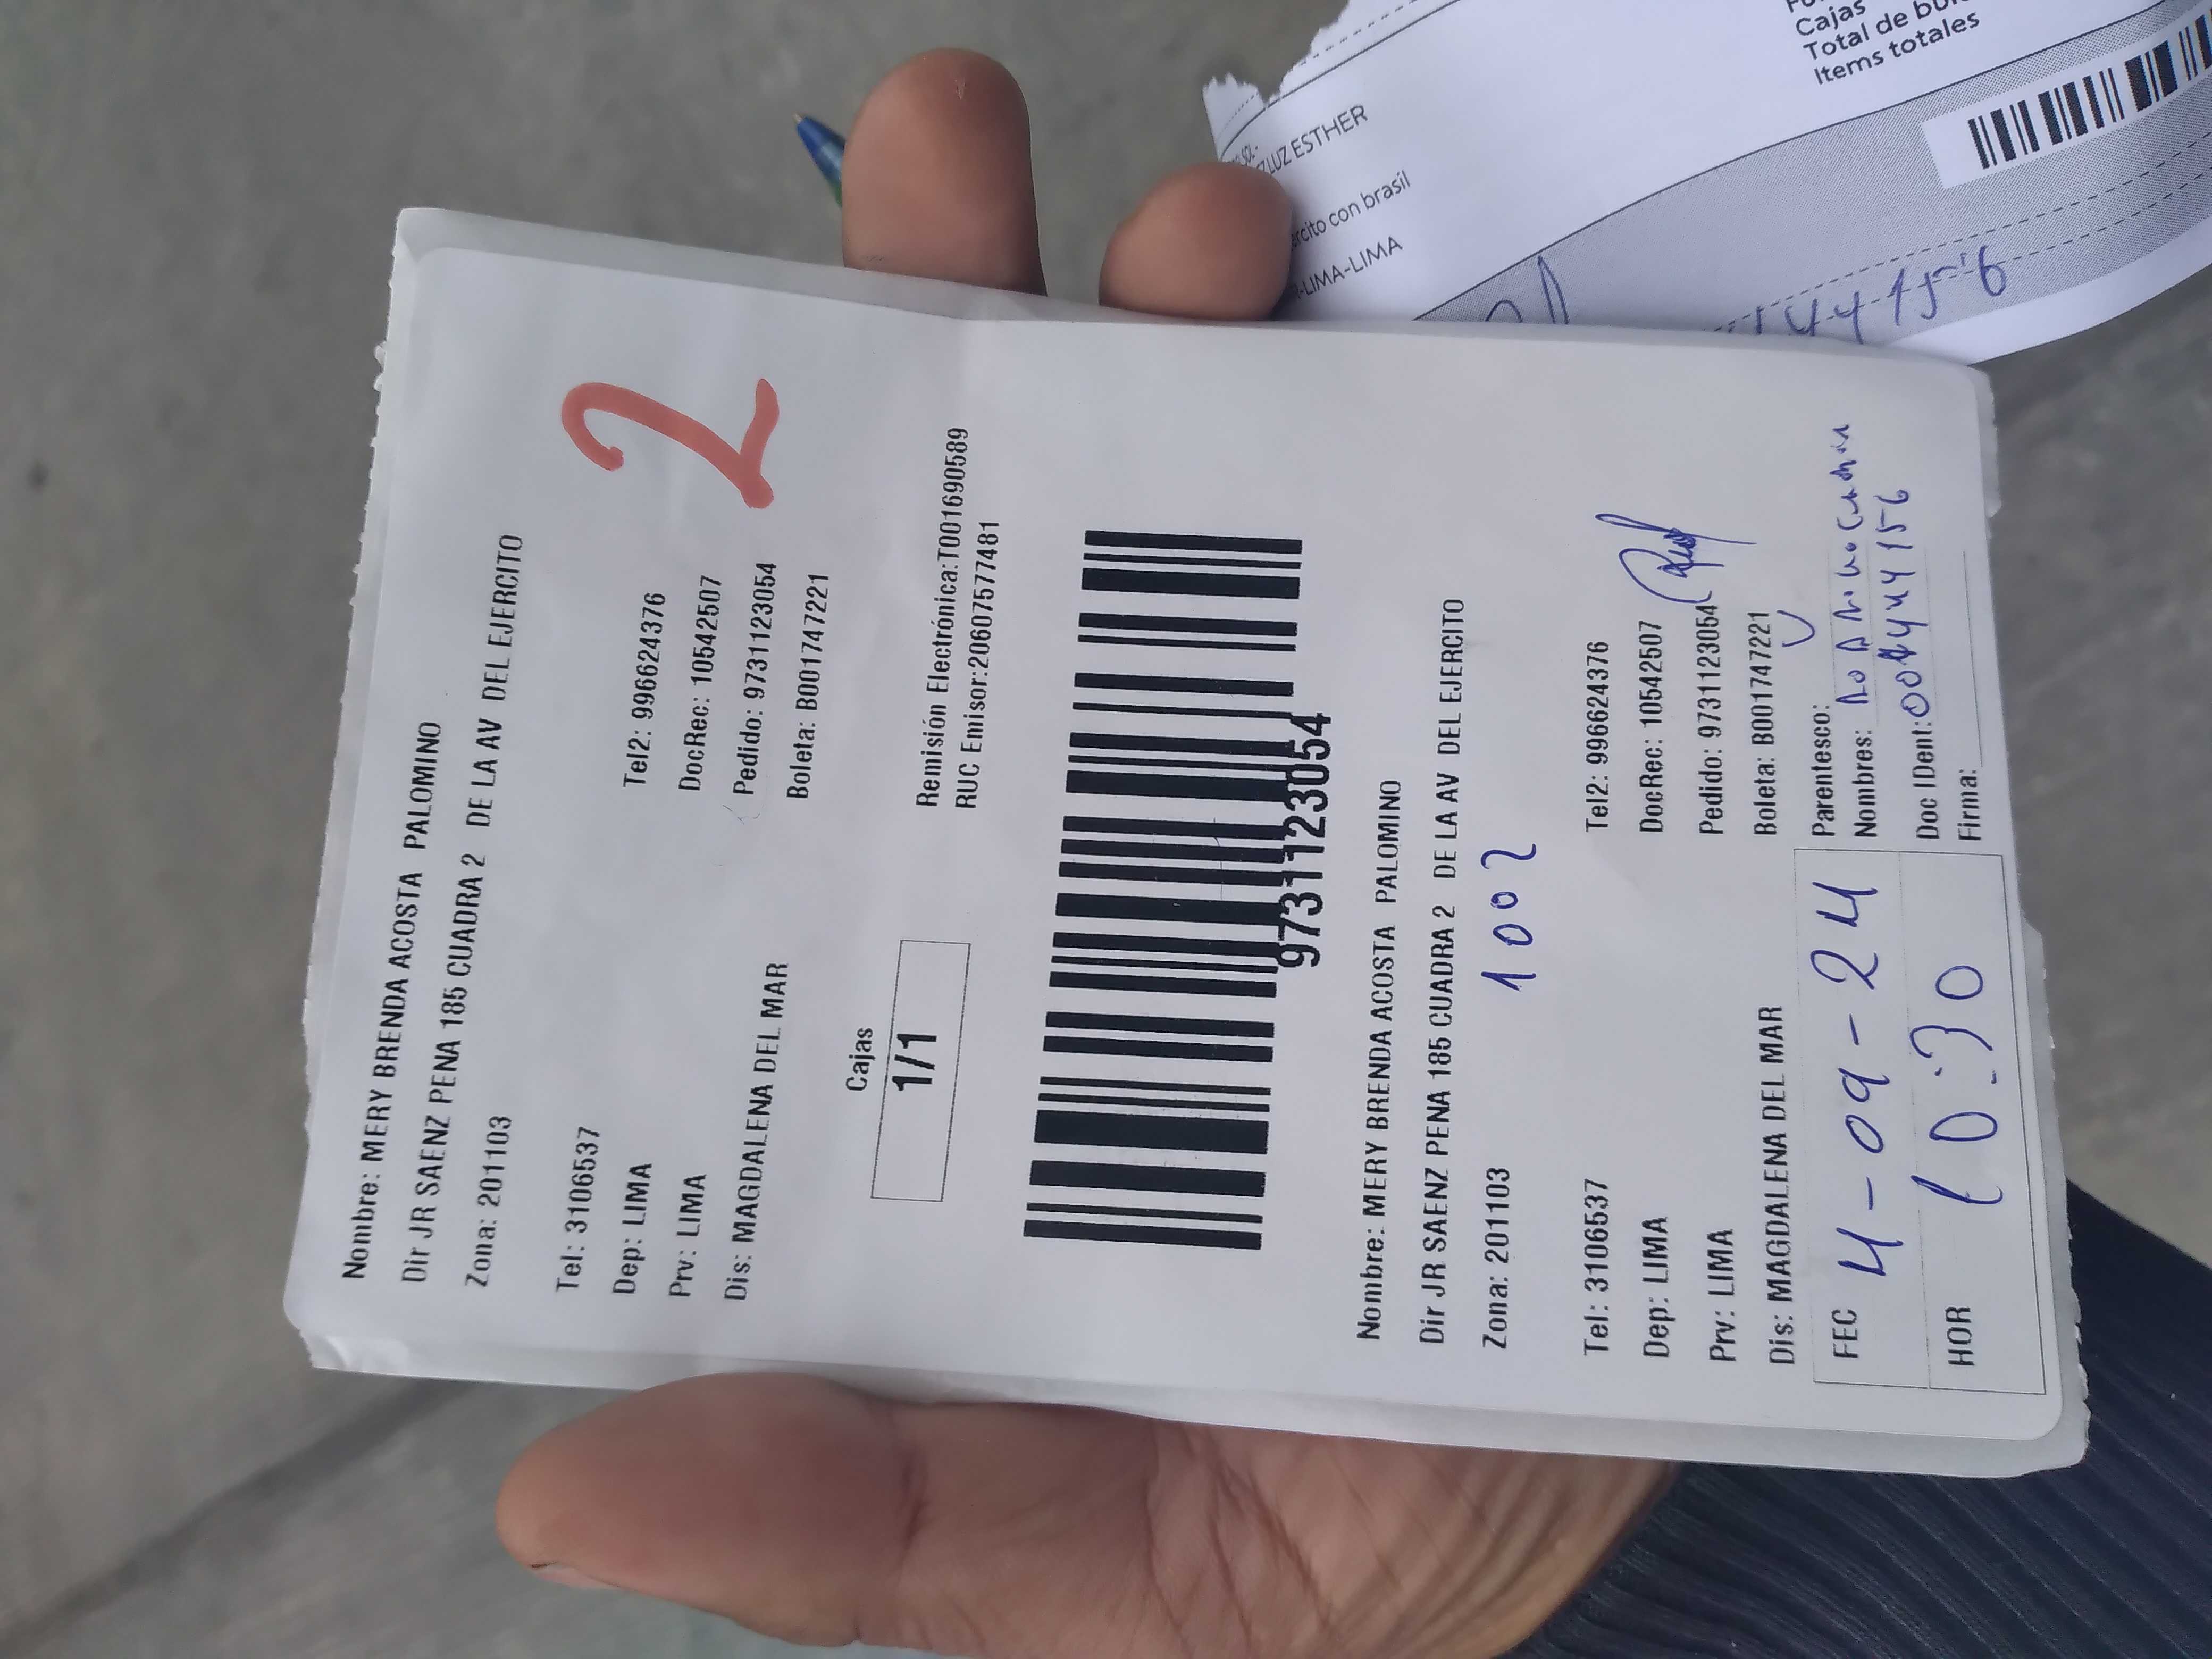 Nombre: MERY BRENDA ACOSTA PALOMINO
Dir JR SAENZ PENA 185 CUADRA 2 DE LA AV DEL EJERCITO
Zona: 201103
2
Tel: 3106537 Tel2: 996624376
Dep: LIMA DocRec: 10542507
Prv: LIMA Pedido: 9731123054
Dis: MAGDALENA DEL MAR Boleta: B001747221
Cajas
1/1
Remisión Electrónica:T001690589
RUC Emisor:20607577481
9731123054
Nombre: MERY BRENDA ACOSTA PALOMINO
Dir JR SAENZ PENA 185 CUADRA 2 DE LA AV DEL EJERCITO
Zona: 201103 1002
Tel: 3106537 Tel2: 996624376
Dep: LIMA DocRec: 10542507
Prv: LIMA Pedido: 9731123054
Dis: MAGDALENA DEL MAR Boleta: B001747221
FEC 4-09-24 Parentesco:
Nombres:
HOR 10:30 Doc IDent:
Firma:
LUZ ESTHER
con brasil
-LIMA-LIMA
Cajas
Total de
Items totales